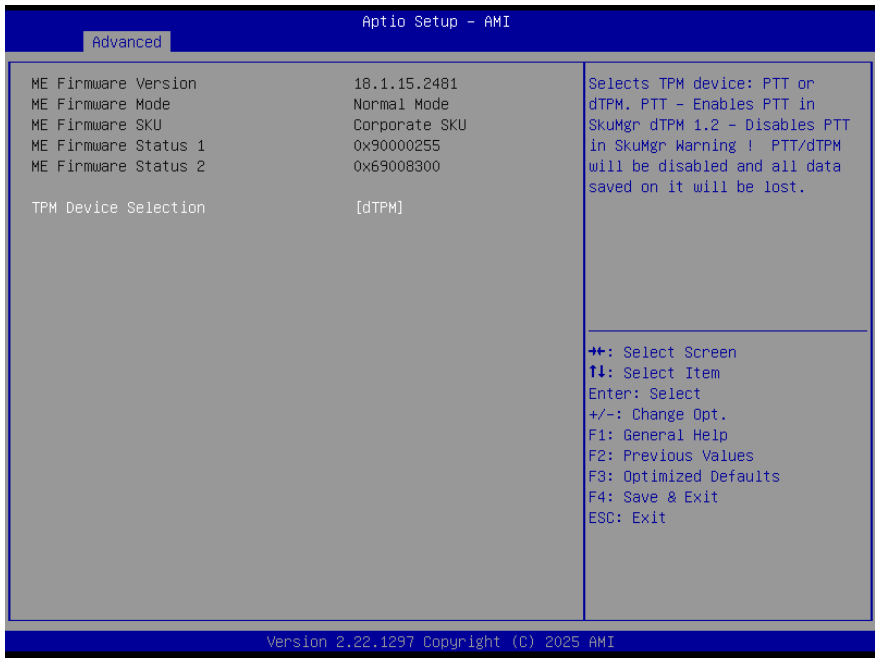 Aptio Setup – AMI
Advanced
ME Firmware Version 18.1.15.2481
ME Firmware Mode Normal Mode
ME Firmware SKU Corporate SKU
ME Firmware Status 1 0x90000255
ME Firmware Status 2 0x69008300
TPM Device Selection [dTPM]
Selects TPM device: PTT or
dTPM. PTT – Enables PTT in
SkuMgr dTPM 1.2 – Disables PTT
in SkuMgr Warning ! PTT/dTPM
will be disabled and all data
saved on it will be lost.
→←: Select Screen
↑↓: Select Item
Enter: Select
+/–: Change Opt.
F1: General Help
F2: Previous Values
F3: Optimized Defaults
F4: Save & Exit
ESC: Exit
Version 2.22.1297 Copyright (C) 2025 AMI